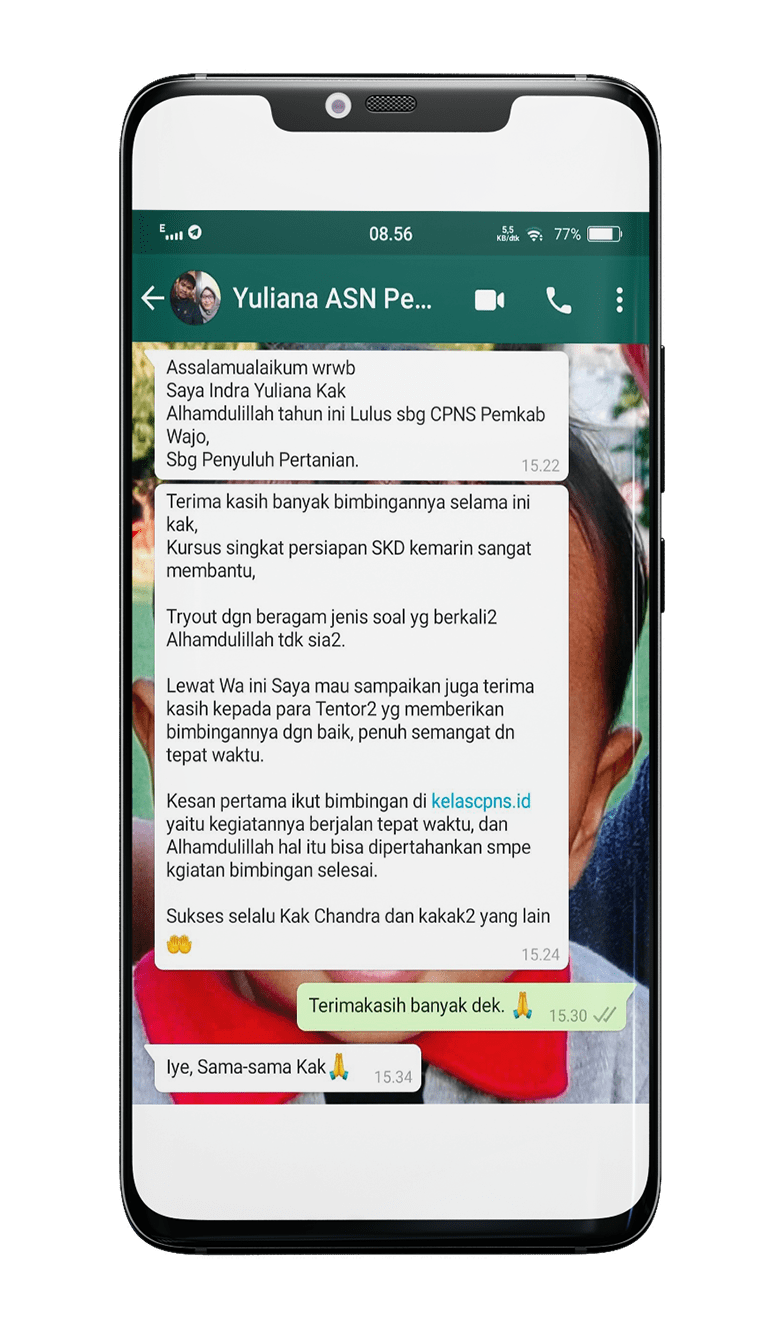 E
08.56
5,5
KB/dtk
77%
Yuliana ASN Pe...
Assalamualaikum wrwb
Saya Indra Yuliana Kak
Alhamdulillah tahun ini Lulus sbg CPNS Pemkab
Wajo,
Sbg Penyuluh Pertanian.
15.22
Terima kasih banyak bimbingannya selama ini
kak,
Kursus singkat persiapan SKD kemarin sangat
membantu,
Tryout dgn beragam jenis soal yg berkali2
Alhamdulillah tdk sia2.
Lewat Wa ini Saya mau sampaikan juga terima
kasih kepada para Tentor2 yg memberikan
bimbingannya dgn baik, penuh semangat dn
tepat waktu.
Kesan pertama ikut bimbingan di kelascpns.id
yaitu kegiatannya berjalan tepat waktu, dan
Alhamdulillah hal itu bisa dipertahankan smpe
kgiatan bimbingan selesai.
Sukses selalu Kak Chandra dan kakak2 yang lain
🤲
15.24
Terimakasih banyak dek. 🙏 15.30
Iye, Sama-sama Kak🙏 15.34